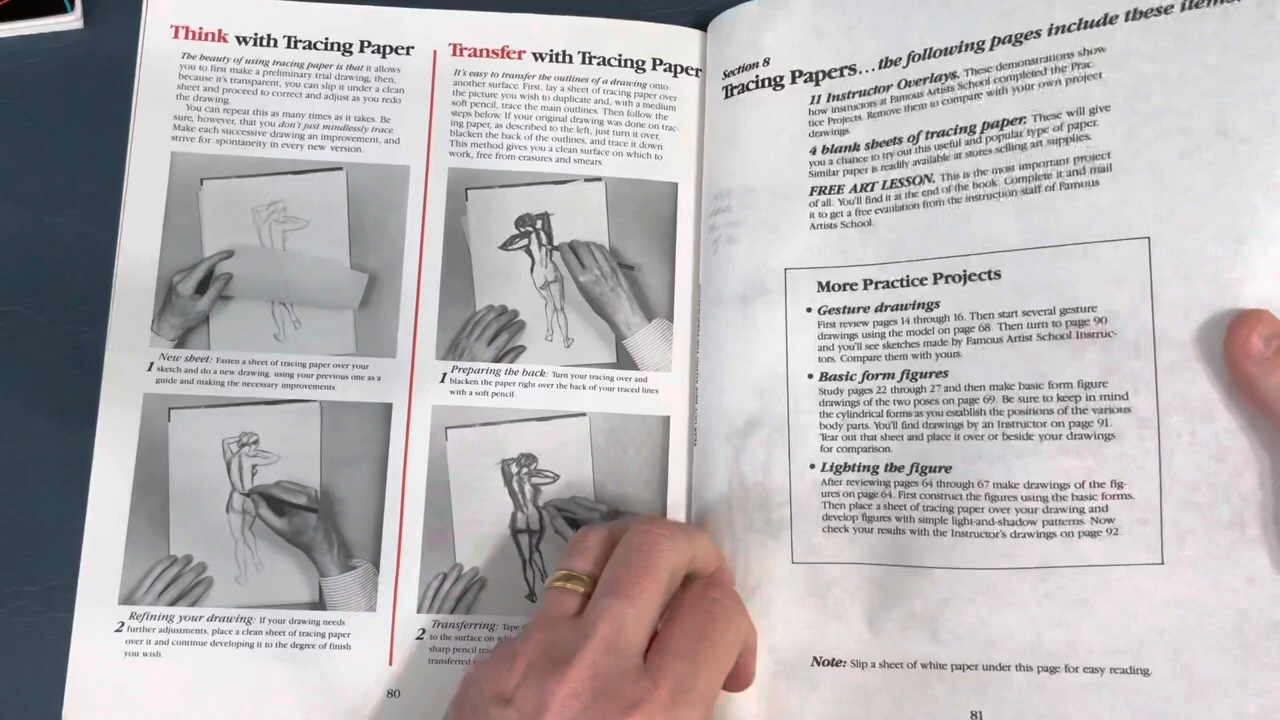 Think with Tracing Paper
The beauty of using tracing paper is that it allows
you to first make a preliminary trial drawing, then,
because it's transparent, you can slip it under a clean
sheet and proceed to correct and adjust as you redo
the drawing.
You can repeat this as many times as it takes. Be
sure, however, that you don't just mindlessly trace.
Make each successive drawing an improvement, and
strive for spontaneity in every new version.
1 New sheet: Fasten a sheet of tracing paper over your
sketch and do a new drawing, using your previous one as a
guide and making the necessary improvements.
2 Refining your drawing: If your drawing needs
further adjustments, place a clean sheet of tracing paper
over it and continue developing it to the degree of finish
you wish.
80
Transfer with Tracing Paper
It's easy to transfer the outlines of a drawing onto
another surface. First, lay a sheet of tracing paper over
the picture you wish to duplicate and, with a medium
soft pencil, trace the main outlines. Then follow the
steps below. If your original drawing was done on trac-
ing paper, as described to the left, just turn it over,
blacken the back of the outlines, and trace it down.
This method gives you a clean surface on which to
work, free from erasures and smears.
1 Preparing the back: Turn your tracing over and
blacken the paper right over the back of your traced lines
with a soft pencil.
2 Transferring: Tape
to the surface on
sharp pencil
transferred
Section 8
Tracing Papers...the following pages include these items:
11 Instructor Overlays. These demonstrations show
how instructors at Famous Artists School completed the Prac-
tice Projects. Remove them to compare with your own project
drawings.
4 blank sheets of tracing paper. These will give
you a chance to try out this useful and popular type of paper.
Similar paper is readily available at stores selling art supplies.
FREE ART LESSON. This is the most important project
of all. You'll find it at the end of the book. Complete it and mail
it to get a free evaulation from the instruction staff of Famous
Artists School.
More Practice Projects
• Gesture drawings
First review pages 14 through 16. Then start several gesture
drawings using the model on page 68. Then turn to page 90
and you'll see sketches made by Famous Artist School Instruc-
tors. Compare them with yours.
• Basic form figures
Study pages 22 through 27 and then make basic form figure
drawings of the two poses on page 69. Be sure to keep in mind
the cylindrical forms as you establish the positions of the various
body parts. You'll find drawings by an Instructor on page 91.
Tear out that sheet and place it over or beside your drawings
for comparison.
• Lighting the figure
After reviewing pages 64 through 67 make drawings of the fig-
ures on page 64. First construct the figures using the basic forms.
Then place a sheet of tracing paper over your drawing and
develop figures with simple light-and-shadow patterns. Now
check your results with the Instructor's drawings on page 92.
Note: Slip a sheet of white paper under this page for easy reading.
81